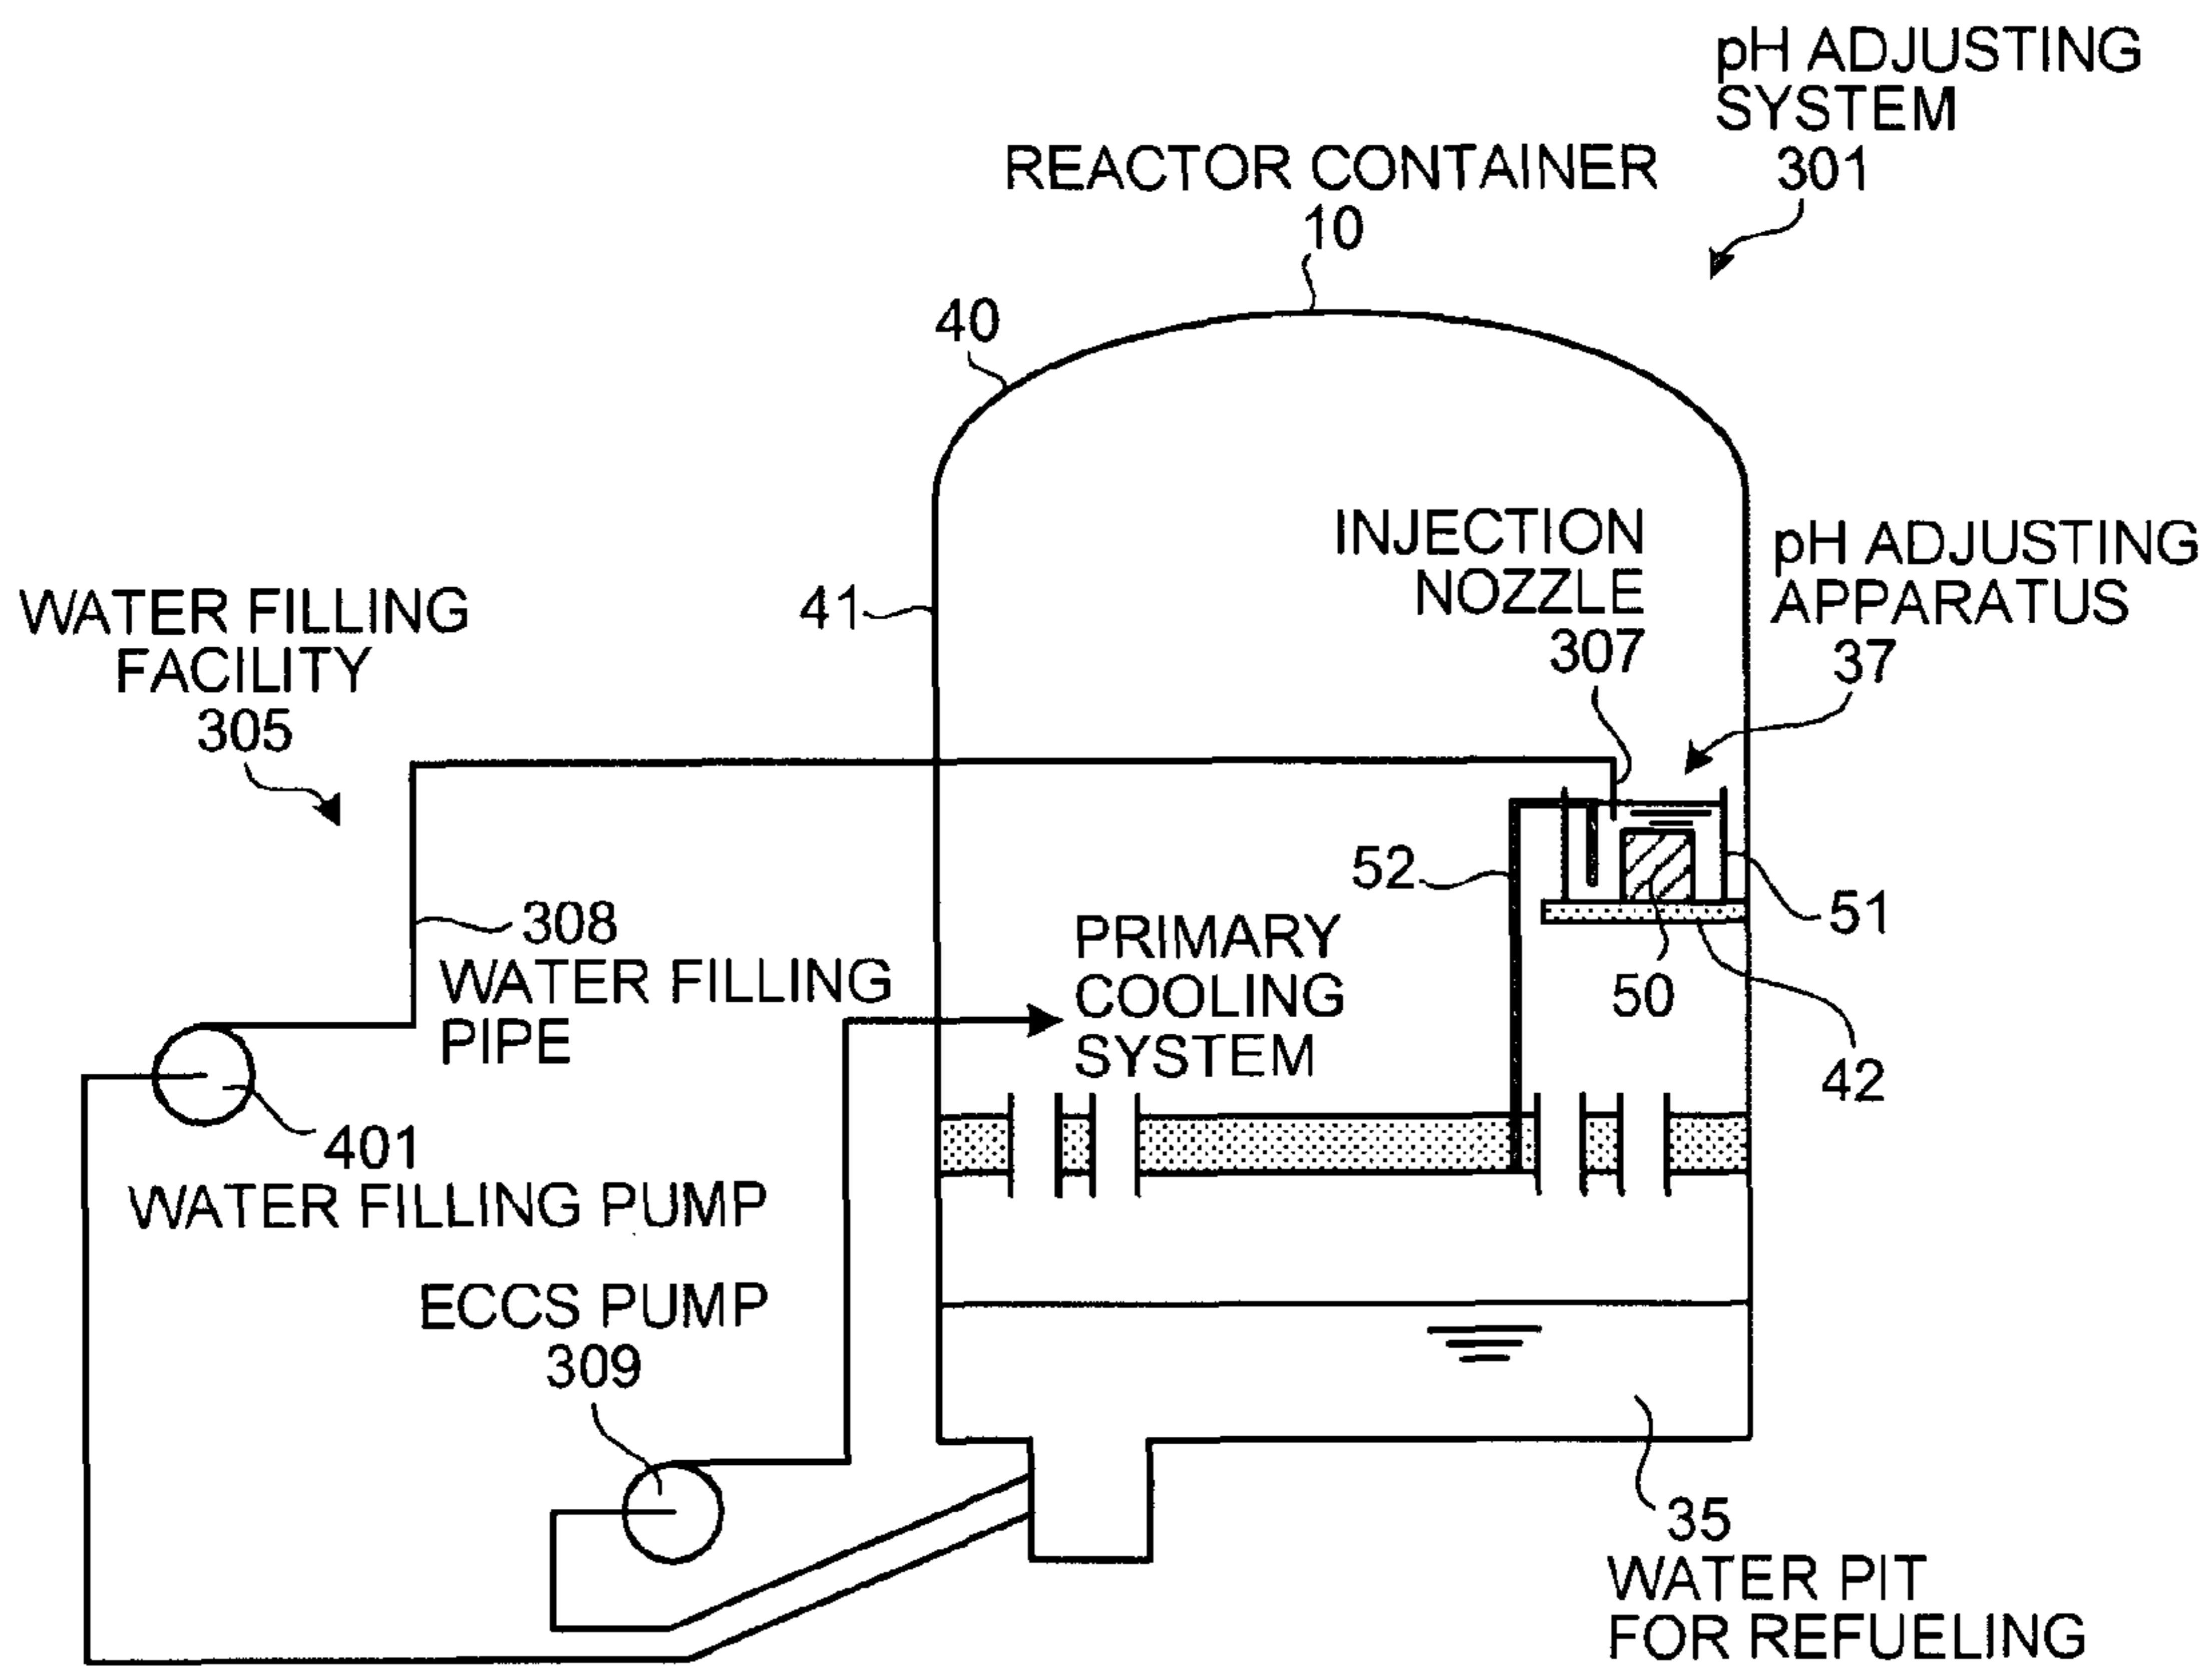 pH ADJUSTING
SYSTEM
301
REACTOR CONTAINER
10
40
INJECTION
NOZZLE
307
pH ADJUSTING
APPARATUS
37
41
WATER FILLING
FACILITY
305
52
51
308
WATER FILLING
PIPE
PRIMARY
COOLING
SYSTEM
50
42
401
WATER FILLING PUMP
ECCS PUMP
309
35
WATER PIT
FOR REFUELING